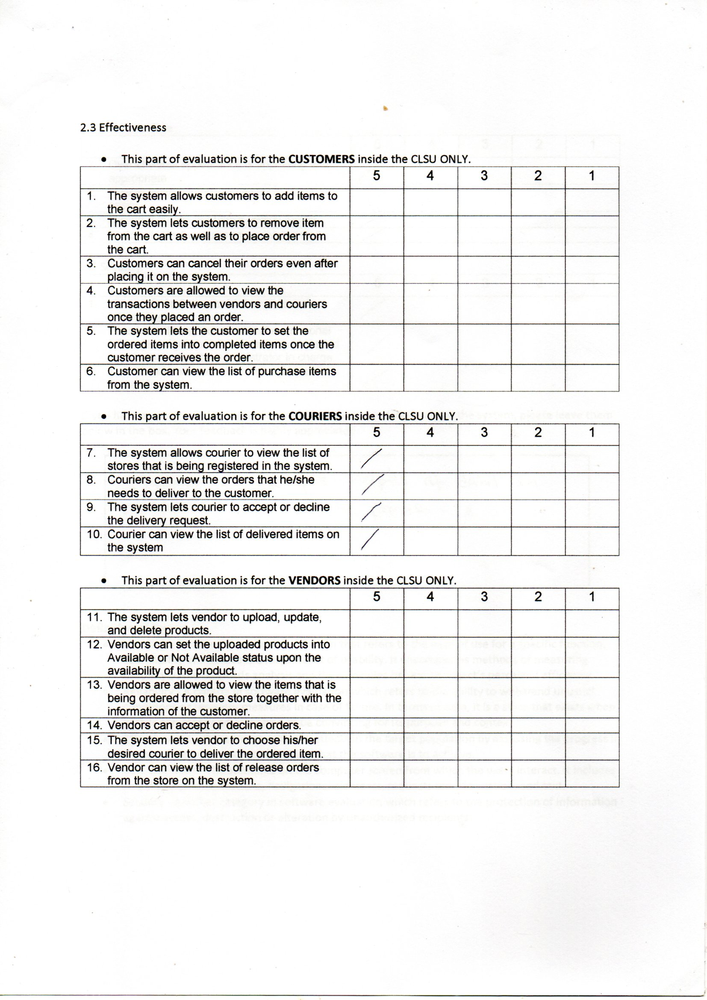 2.3 Effectiveness
• This part of evaluation is for the CUSTOMERS inside the CLSU ONLY.
5 4 3 2 1
1. The system allows customers to add items to
the cart easily.
2. The system lets customers to remove item
from the cart as well as to place order from
the cart.
3. Customers can cancel their orders even after
placing it on the system.
4. Customers are allowed to view the
transactions between vendors and couriers
once they placed an order.
5. The system lets the customer to set the
ordered items into completed items once the
customer receives the order.
6. Customer can view the list of purchase items
from the system.
• This part of evaluation is for the COURIERS inside the CLSU ONLY.
5 4 3 2 1
7. The system allows courier to view the list of
stores that is being registered in the system.
8. Couriers can view the orders that he/she
needs to deliver to the customer.
9. The system lets courier to accept or decline
the delivery request.
10. Courier can view the list of delivered items on
the system
• This part of evaluation is for the VENDORS inside the CLSU ONLY.
5 4 3 2 1
11. The system lets vendor to upload, update,
and delete products.
12. Vendors can set the uploaded products into
Available or Not Available status upon the
availability of the product.
13. Vendors are allowed to view the items that is
being ordered from the store together with the
information of the customer.
14. Vendors can accept or decline orders.
15. The system lets vendor to choose his/her
desired courier to deliver the ordered item.
16. Vendor can view the list of release orders
from the store on the system.